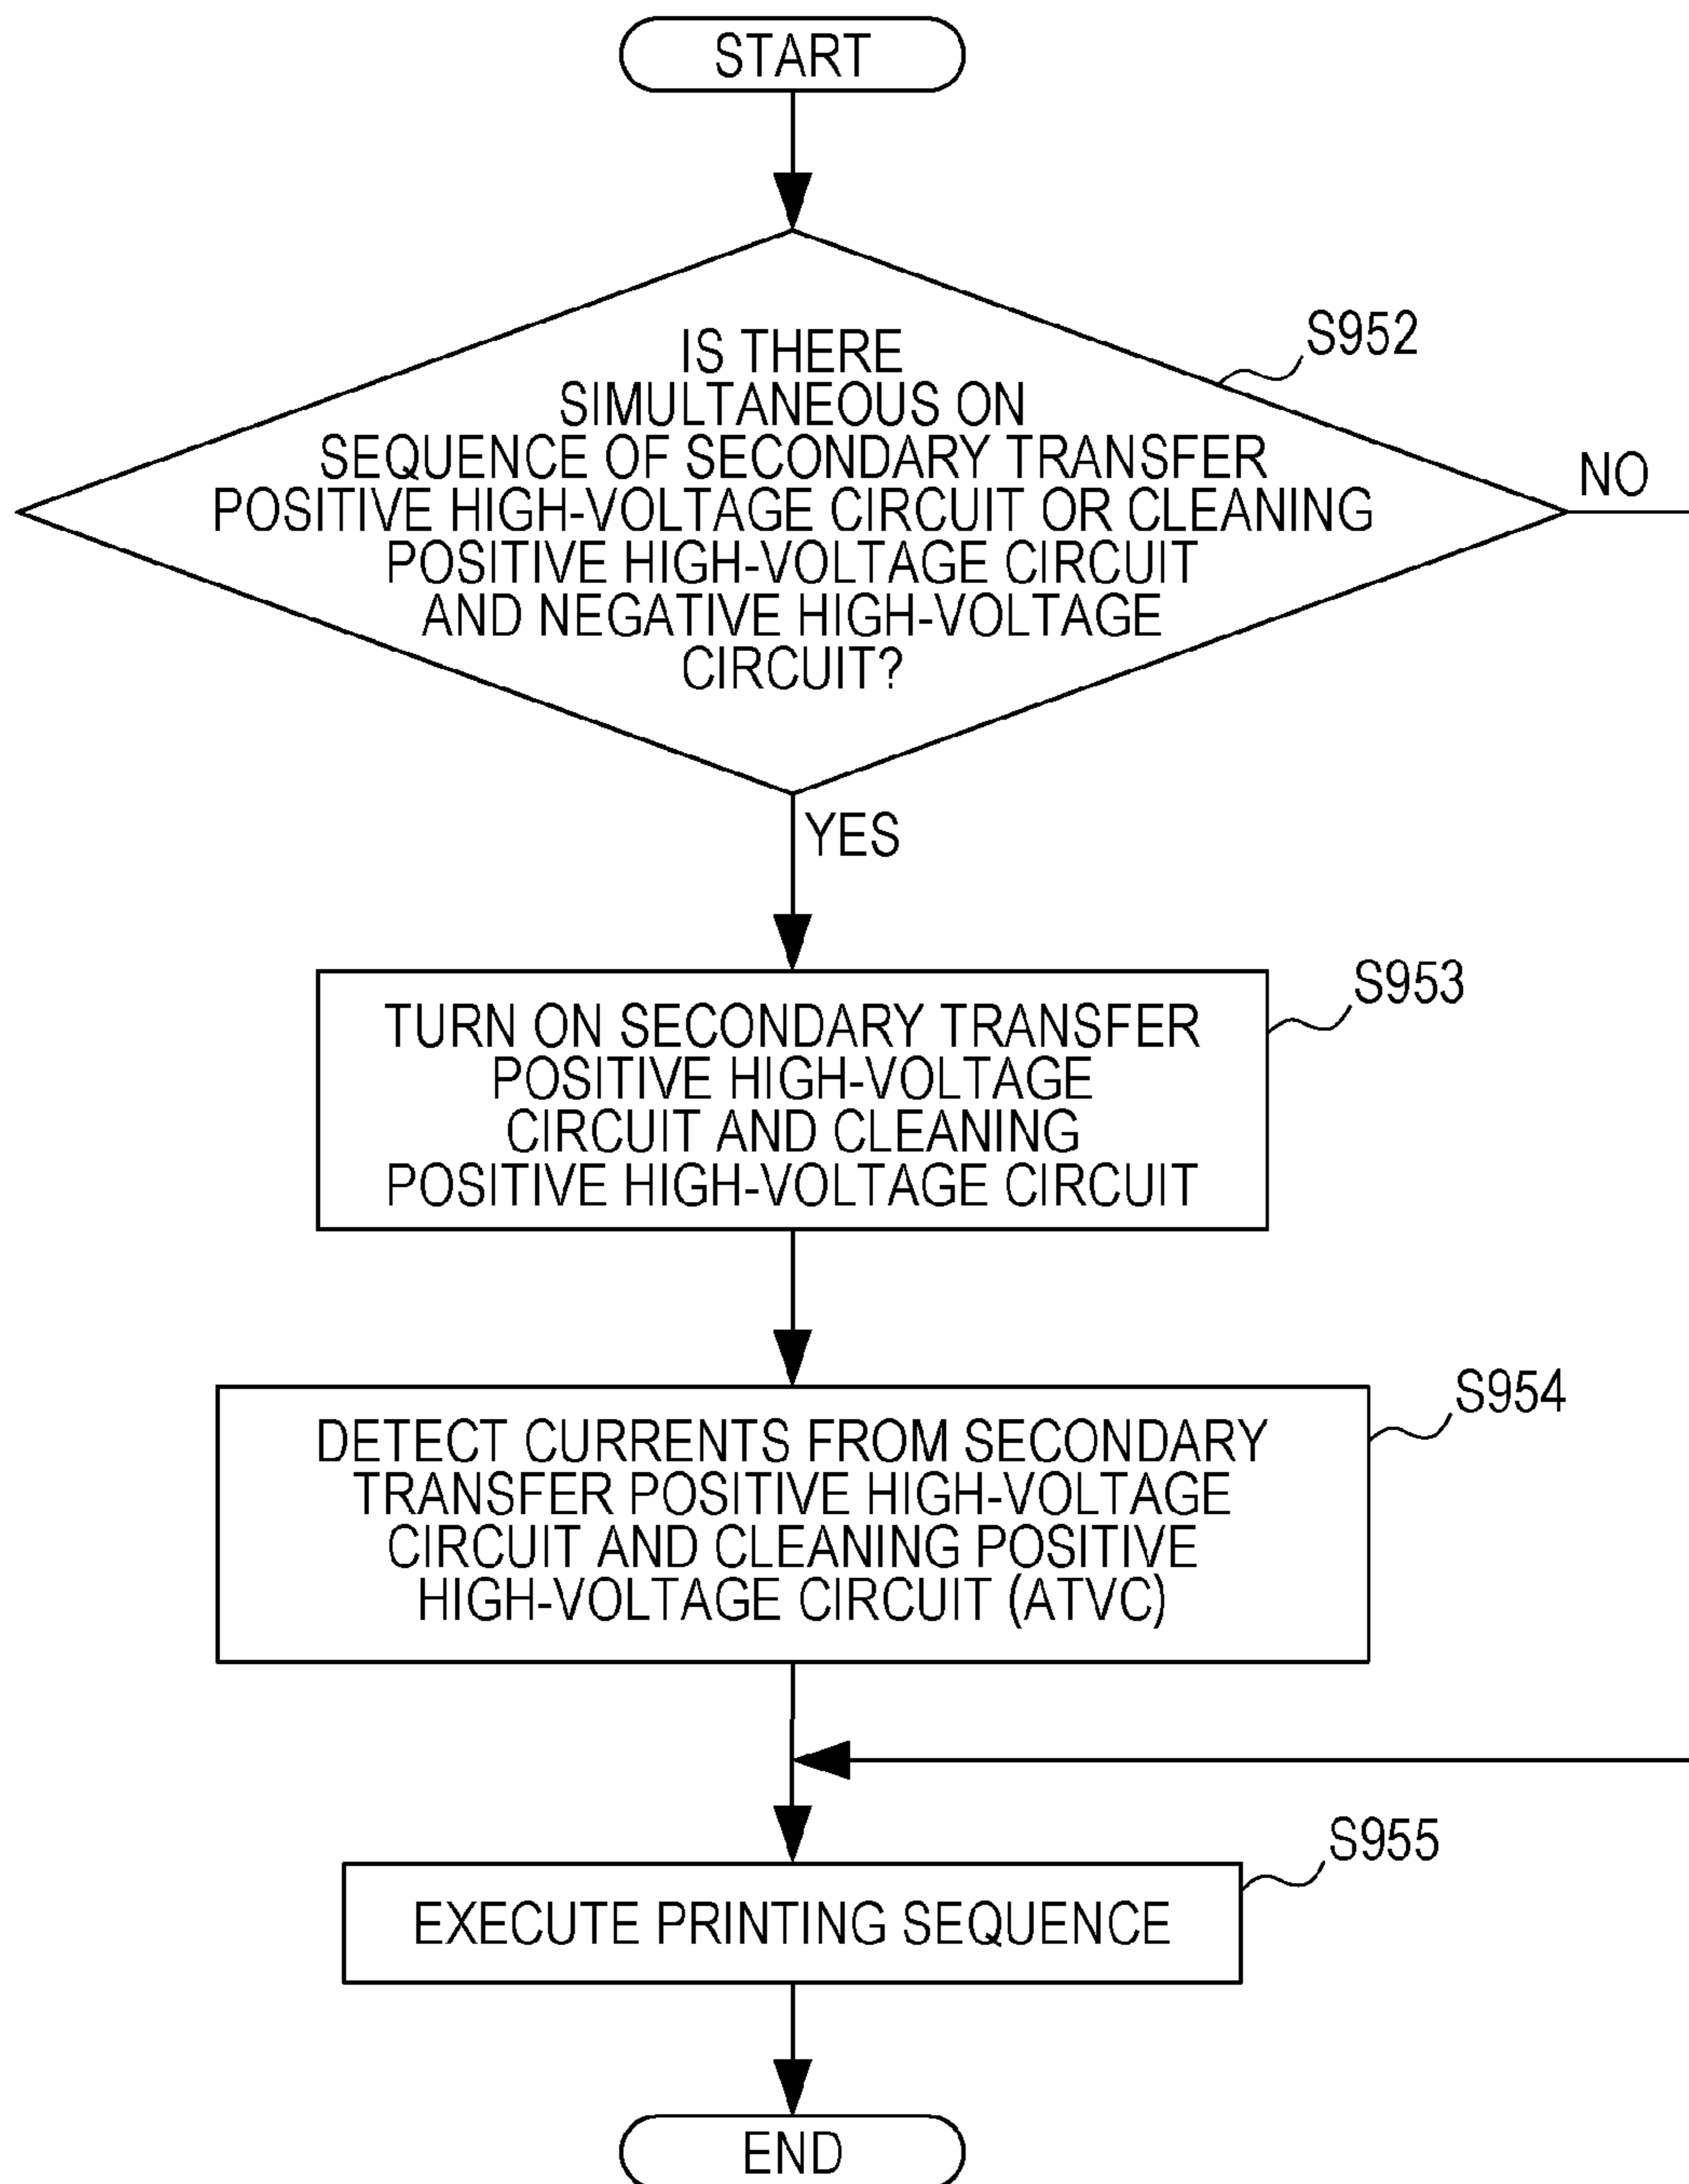 START
S952
IS THERE
SIMULTANEOUS ON
SEQUENCE OF SECONDARY TRANSFER
POSITIVE HIGH-VOLTAGE CIRCUIT OR CLEANING
POSITIVE HIGH-VOLTAGE CIRCUIT
AND NEGATIVE HIGH-VOLTAGE
CIRCUIT?
NO
YES
S953
TURN ON SECONDARY TRANSFER
POSITIVE HIGH-VOLTAGE
CIRCUIT AND CLEANING
POSITIVE HIGH-VOLTAGE CIRCUIT
S954
DETECT CURRENTS FROM SECONDARY
TRANSFER POSITIVE HIGH-VOLTAGE
CIRCUIT AND CLEANING POSITIVE
HIGH-VOLTAGE CIRCUIT (ATVC)
S955
EXECUTE PRINTING SEQUENCE
END